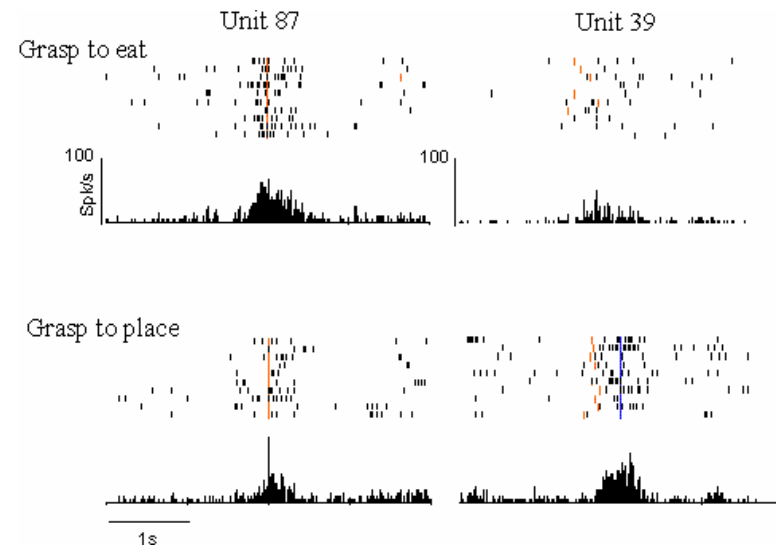 Unit 87
Unit 39
Grasp to eat
100
100
Spk/s
Grasp to place
1s